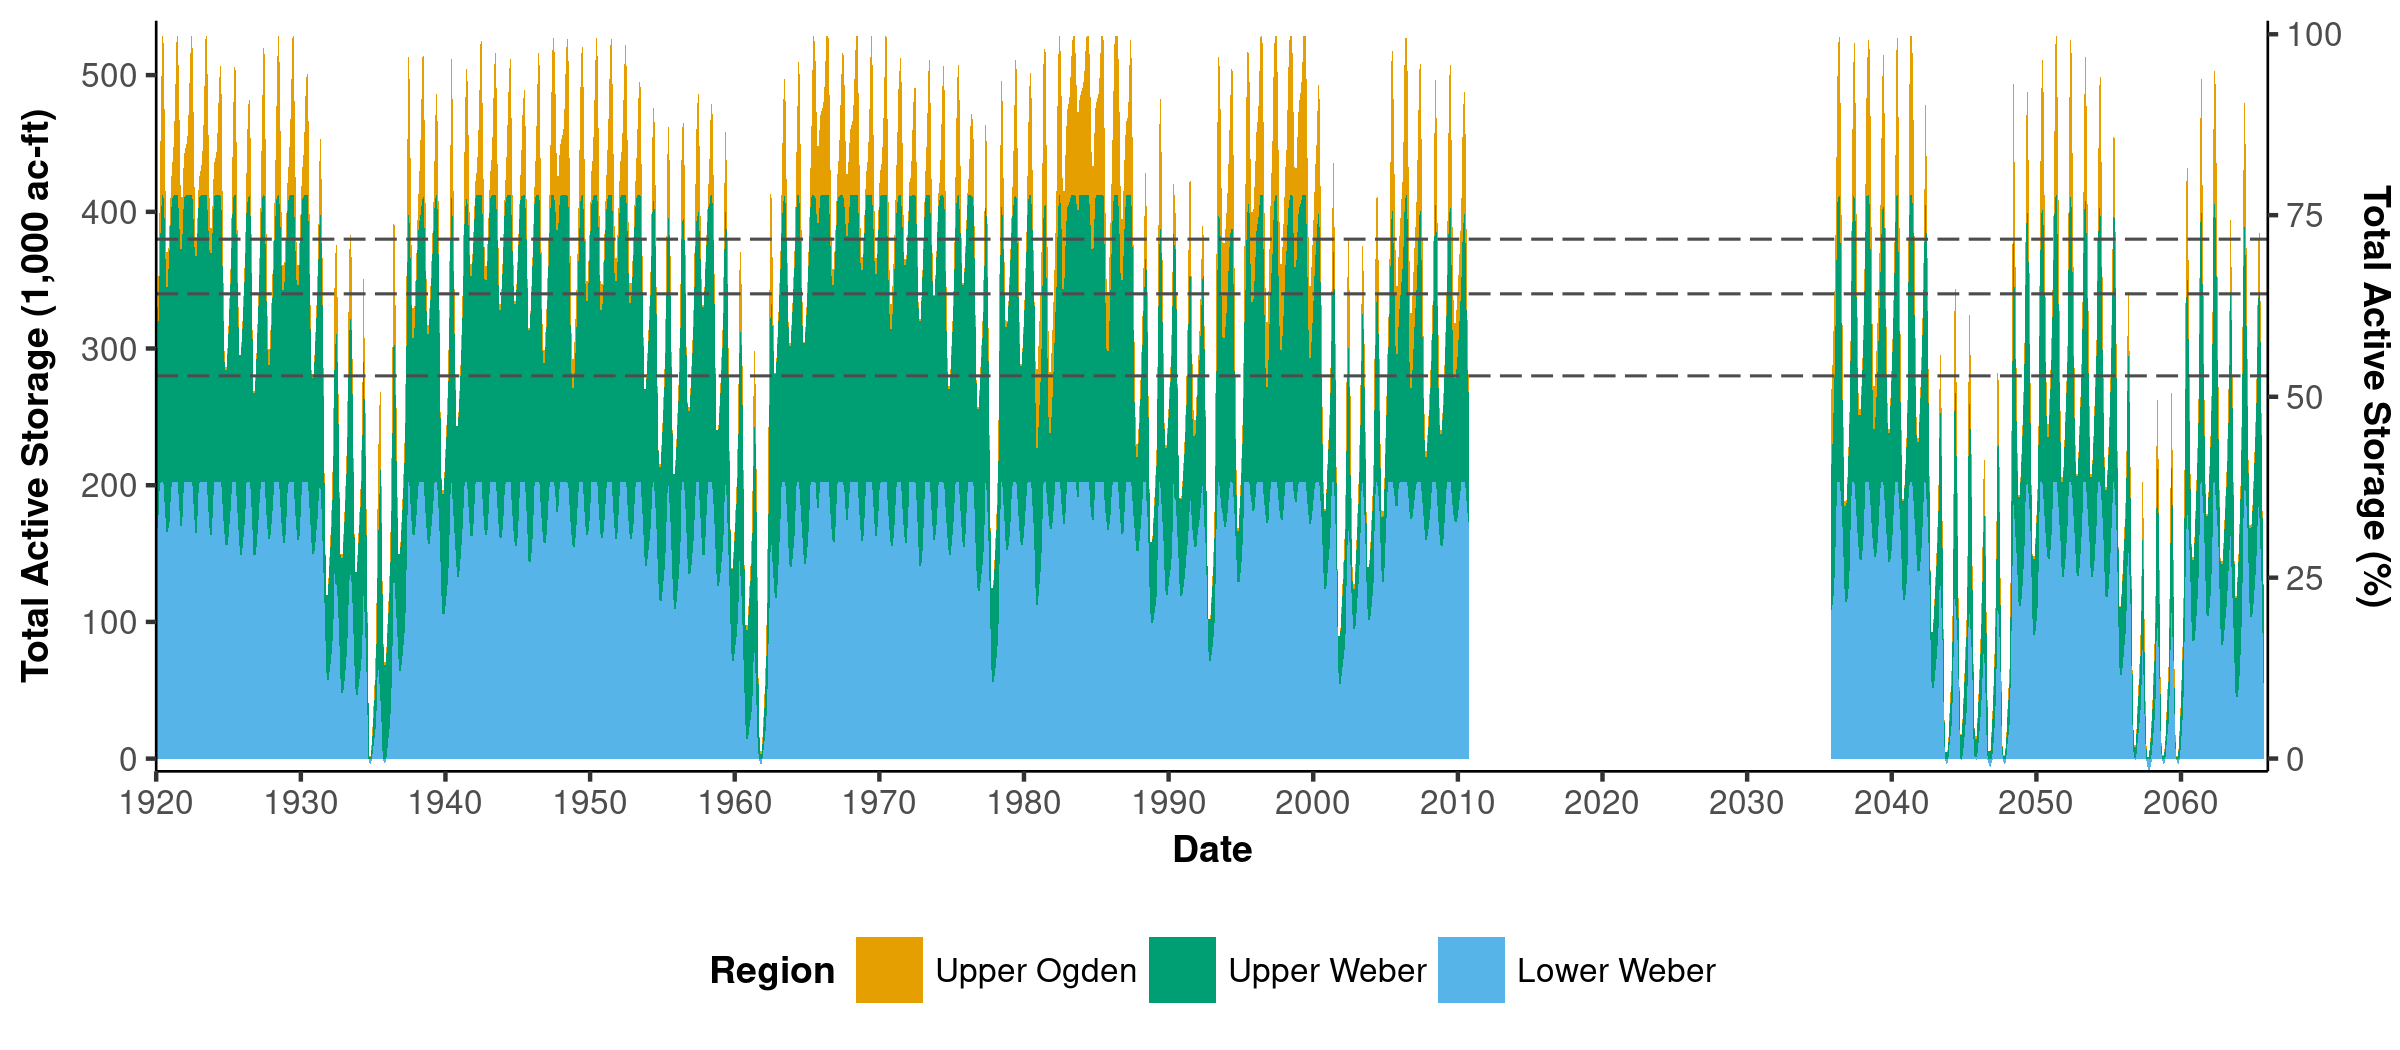 Total Active Storage (1,000 ac-ft)
500
400
300
200
100
0
100
75
50
25
0
Total Active Storage (%)
1920 1930 1940 1950 1960 1970 1980 1990 2000 2010 2020 2030 2040 2050 2060
Date
Region Upper Ogden Upper Weber Lower Weber